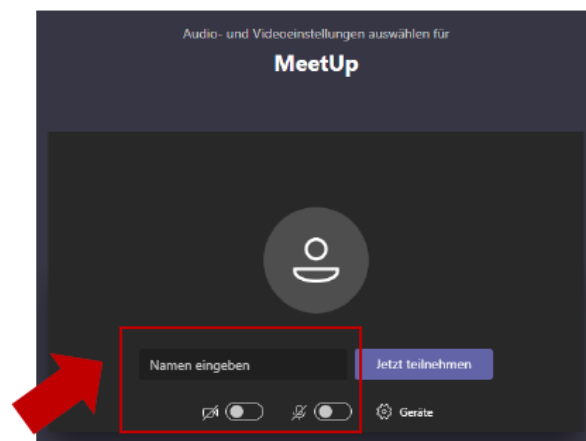 Audio- und Videoeinstellungen auswählen für
MeetUp
Namen eingeben
Jetzt teilnehmen
Geräte